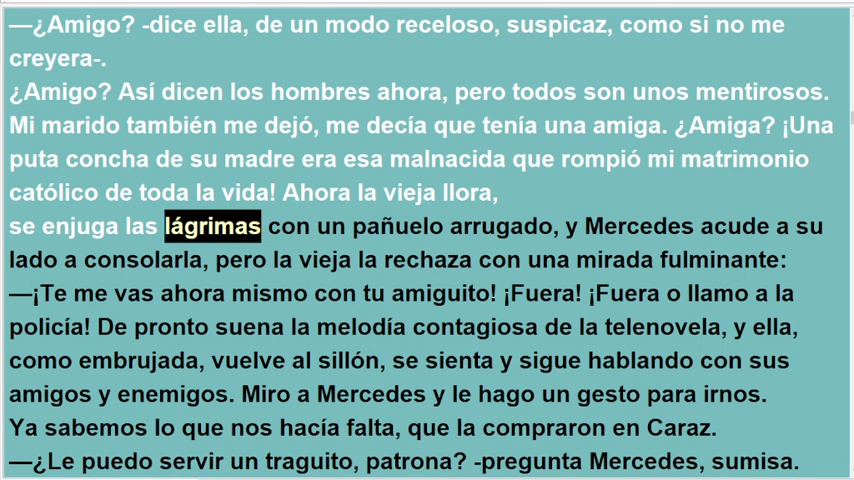 —¿Amigo? -dice ella, de un modo receloso, suspicaz, como si no me
creyera-.
¿Amigo? Así dicen los hombres ahora, pero todos son unos mentirosos.
Mi marido también me dejó, me decía que tenía una amiga. ¿Amiga? ¡Una
puta concha de su madre era esa malnacida que rompió mi matrimonio
católico de toda la vida! Ahora la vieja llora,
se enjuga las lágrimas con un pañuelo arrugado, y Mercedes acude a su
lado a consolarla, pero la vieja la rechaza con una mirada fulminante:
—¡Te me vas ahora mismo con tu amiguito! ¡Fuera! ¡Fuera o llamo a la
policía! De pronto suena la melodía contagiosa de la telenovela, y ella,
como embrujada, vuelve al sillón, se sienta y sigue hablando con sus
amigos y enemigos. Miro a Mercedes y le hago un gesto para irnos.
Ya sabemos lo que nos hacía falta, que la compraron en Caraz.
—¿Le puedo servir un traguito, patrona? -pregunta Mercedes, sumisa.